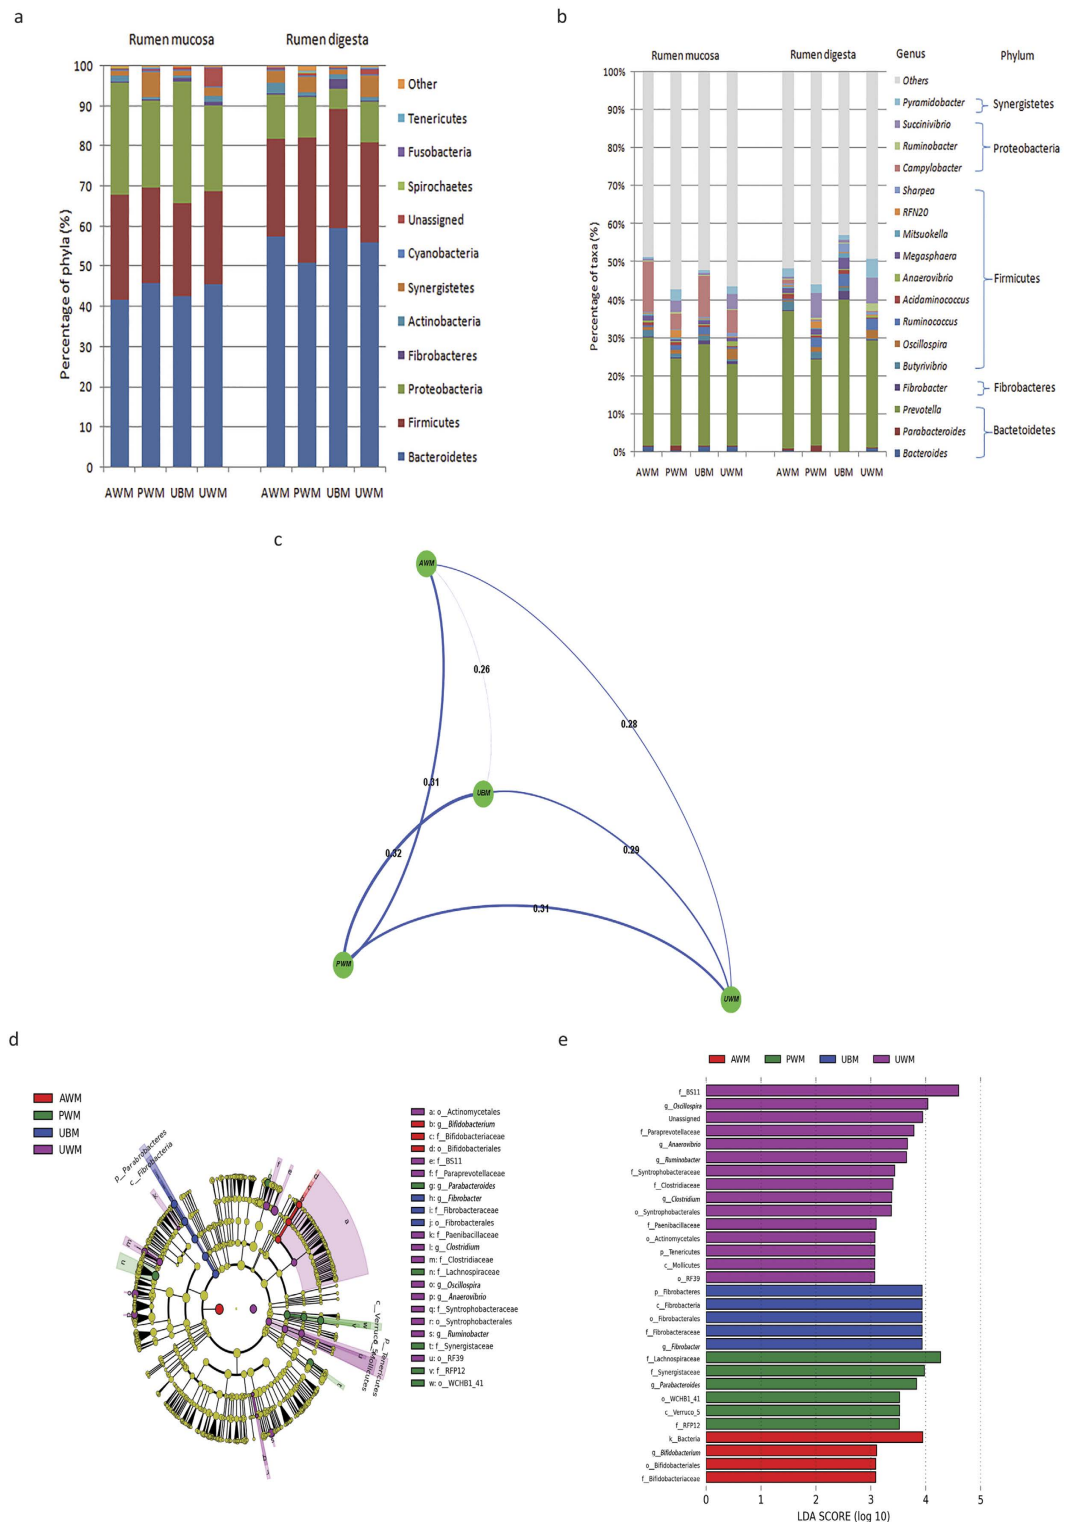 a
Rumen mucosa
Rumen digesta
Percentage of phyla (%)
100
90
80
70
60
50
40
30
20
10
0
AWM PWM UBM UWM
AWM PWM UBM UWM
Other
Tenericutes
Fusobacteria
Spirochaetes
Unassigned
Cyanobacteria
Synergistetes
Actinobacteria
Fibrobacteres
Proteobacteria
Firmicutes
Bacteroidetes
b
Rumen mucosa
Rumen digesta
Genus
Phylum
Percentage of taxa (%)
100%
90%
80%
70%
60%
50%
40%
30%
20%
10%
0%
AWM PWM UBM UWM
AWM PWM UBM UWM
Others
Pyramidobacter
Succinivibrio
Ruminobacter
Campylobacter
Sharpea
RFN20
Mitsuokella
Megasphaera
Anaerovibrio
Acidaminococcus
Ruminococcus
Oscillospira
Butyrivibrio
Fibrobacter
Prevotella
Parabacteroides
Bacteroides
Synergistetes
Proteobacteria
Firmicutes
Fibrobacteres
Bactetoidetes
c
AWM
0.26
0.28
0.31
UBM
0.32
0.29
0.31
PWM
UWM
d
AWM
PWM
UBM
UWM
p__Parabrobacteres
c__Fibrobacteria
c__Verruco_5
p__Tenericutes
c__Mollicutes
a: o__Actinomycetales
b: g__Bifidobacterium
c: f__Bifidobacteriaceae
d: o__Bifidobacteriales
e: f__BS11
f: f__Paraprevotellaceae
g: g__Parabacteroides
h: g__Fibrobacter
i: f__Fibrobacteraceae
j: o__Fibrobacterales
k: f__Paenibacillaceae
l: g__Clostridium
m: f__Clostridiaceae
n: f__Lachnospiraceae
o: g__Oscillospira
p: g__Anaerovibrio
q: f__Syntrophobacteraceae
r: o__Syntrophobacterales
s: g__Ruminobacter
t: f__Synergistaceae
u: o__RF39
v: f__RFP12
w: o__WCHB1_41
e
AWM PWM UBM UWM
f__BS11
g__Oscillospira
Unassigned
f__Paraprevotellaceae
g__Anaerovibrio
g__Ruminobacter
f__Syntrophobacteraceae
f__Clostridiaceae
g__Clostridium
o__Syntrophobacterales
f__Paenibacillaceae
o__Actinomycetales
p__Tenericutes
c__Mollicutes
o__RF39
p__Fibrobacteres
c__Fibrobacteria
o__Fibrobacterales
f__Fibrobacteraceae
g__Fibrobacter
f__Lachnospiraceae
f__Synergistaceae
g__Parabacteroides
o__WCHB1_41
c__Verruco_5
f__RFP12
k__Bacteria
g__Bifidobacterium
o__Bifidobacteriales
f__Bifidobacteriaceae
0 1 2 3 4 5
LDA SCORE (log 10)